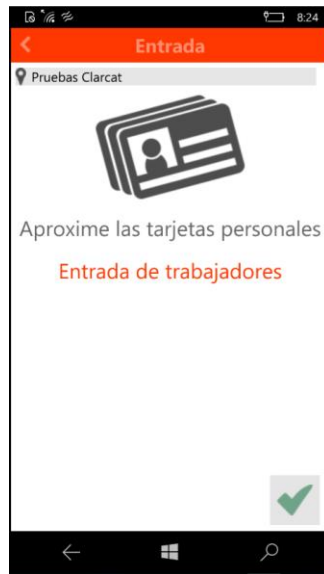 8:24
Entrada
Pruebas Clarcat
Aproxime las tarjetas personales
Entrada de trabajadores